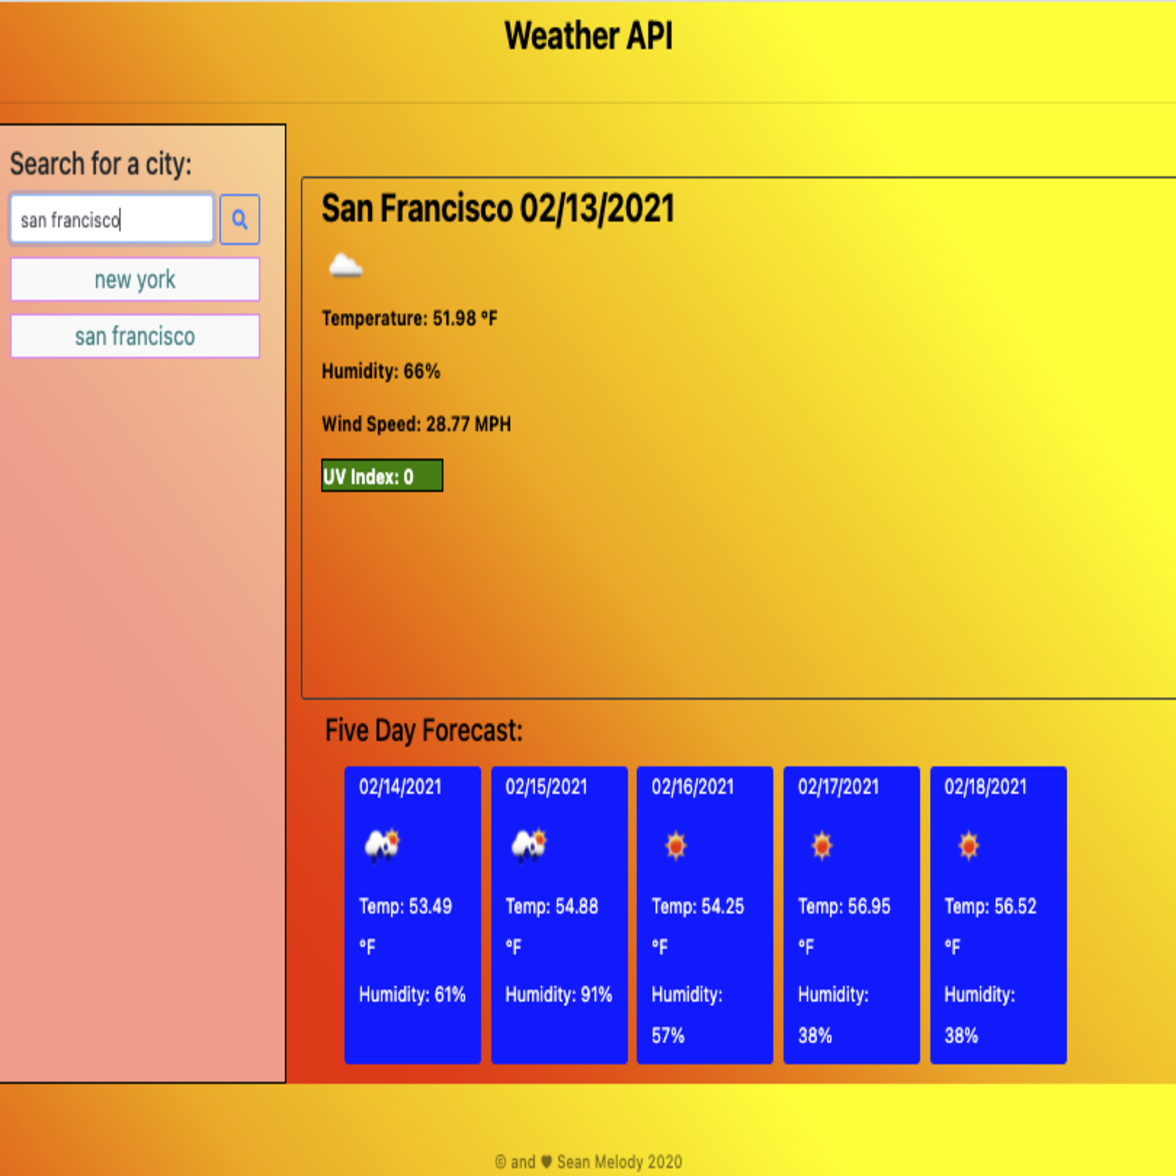 Weather API
Search for a city:
san francisco
new york
san francisco
San Francisco 02/13/2021
Temperature: 51.98 °F
Humidity: 66%
Wind Speed: 28.77 MPH
UV Index: 0
Five Day Forecast:
02/14/2021
Temp: 53.49
°F
Humidity: 61%
02/15/2021
Temp: 54.88
°F
Humidity: 91%
02/16/2021
Temp: 54.25
°F
Humidity:
57%
02/17/2021
Temp: 56.95
°F
Humidity:
38%
02/18/2021
Temp: 56.52
°F
Humidity:
38%
© and ♥ Sean Melody 2020